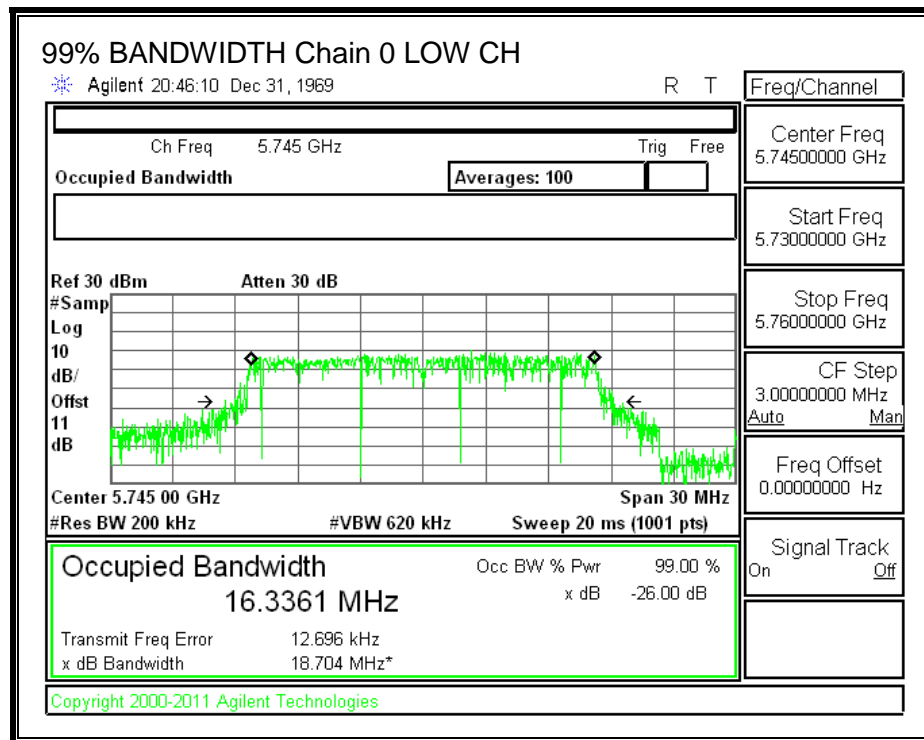 99% BANDWIDTH Chain 0 LOW CH
Agilent 20:46:10 Dec 31, 1969 R T
Freq/Channel
Ch Freq 5.745 GHz Trig Free
Occupied Bandwidth Averages: 100
Center Freq
5.74500000 GHz
Start Freq
5.73000000 GHz
Stop Freq
5.76000000 GHz
CF Step
3.00000000 MHz
Auto Man
Freq Offset
0.00000000 Hz
Signal Track
On Off
Ref 30 dBm Atten 30 dB
#Samp
Log
10
dB/
Offst
11
dB
Center 5.745 00 GHz Span 30 MHz
#Res BW 200 kHz #VBW 620 kHz Sweep 20 ms (1001 pts)
Occupied Bandwidth Occ BW % Pwr 99.00 %
16.3361 MHz x dB -26.00 dB
Transmit Freq Error 12.696 kHz
x dB Bandwidth 18.704 MHz*
Copyright 2000-2011 Agilent Technologies